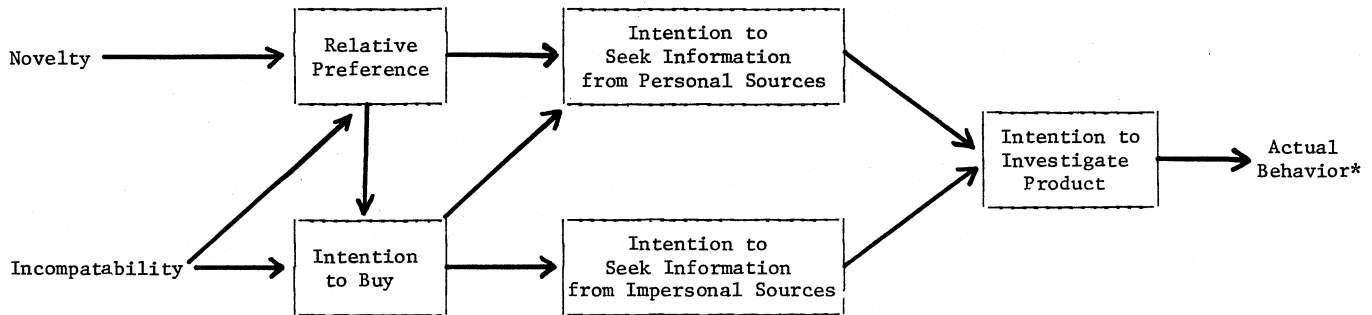 Novelty
Relative
Preference
Intention to
Seek Information
from Personal Sources
Intention to
Investigate
Product
Actual
Behavior*
Incompatability
Intention
to Buy
Intention to
Seek Information
from Impersonal Sources